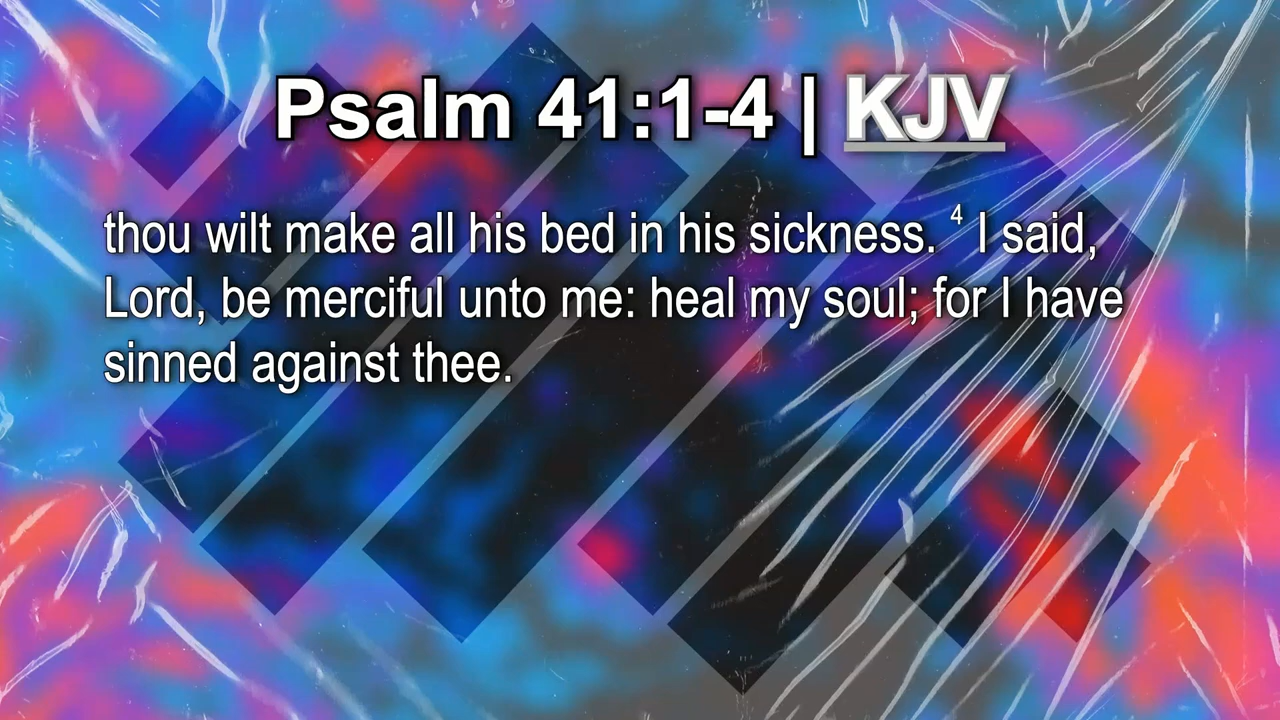 Psalm 41:1-4 | KJV
thou wilt make all his bed in his sickness. 4 I said,
Lord, be merciful unto me: heal my soul; for I have
sinned against thee.